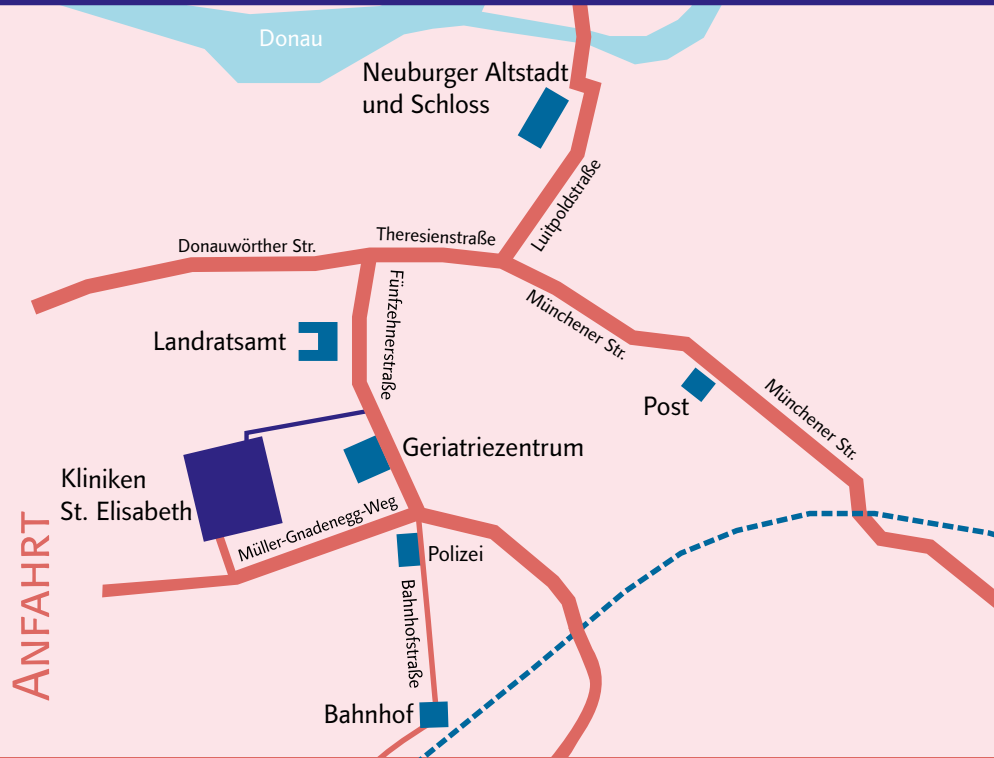 Donau
Neuburger Altstadt
und Schloss
Luitpoldstraße
Theresienstraße
Donauwörther Str.
Fünfzehnerstraße
Münchener Str.
Landratsamt
Post
Münchener Str.
Geriatriezentrum
Kliniken
St. Elisabeth
Müller-Gnadenegg-Weg
Polizei
Bahnhofstraße
Bahnhof
ANFAHRT